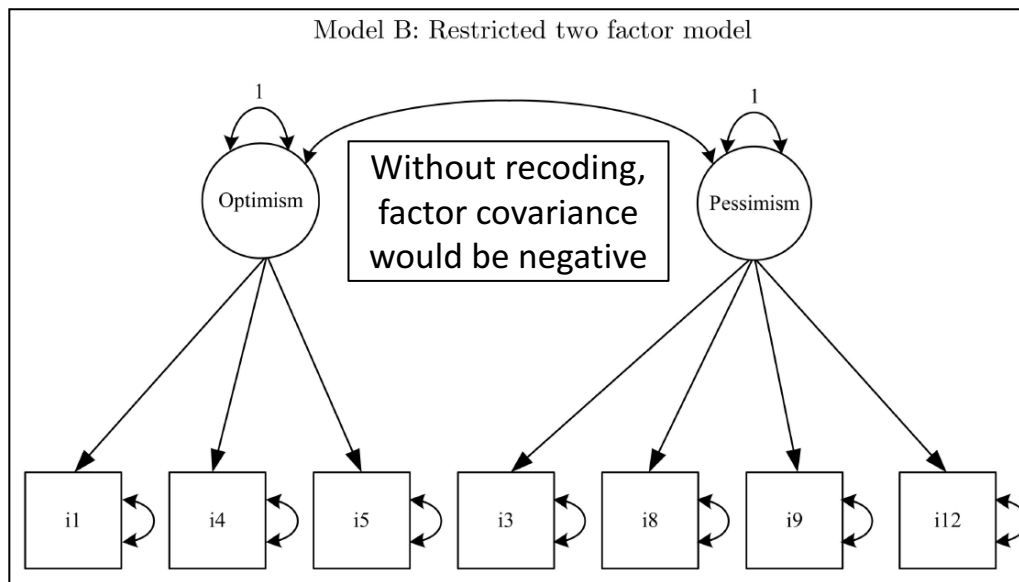 Model B: Restricted two factor model
1
1
Optimism
Without recoding,
factor covariance
would be negative
Pessimism
i1
i4
i5
i3
i8
i9
i12